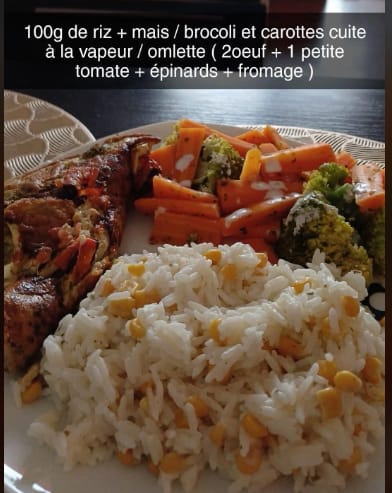 100g de riz + mais / brocoli et carottes cuite
à la vapeur / omlette ( 2oeuf + 1 petite
tomate + épinards + fromage )